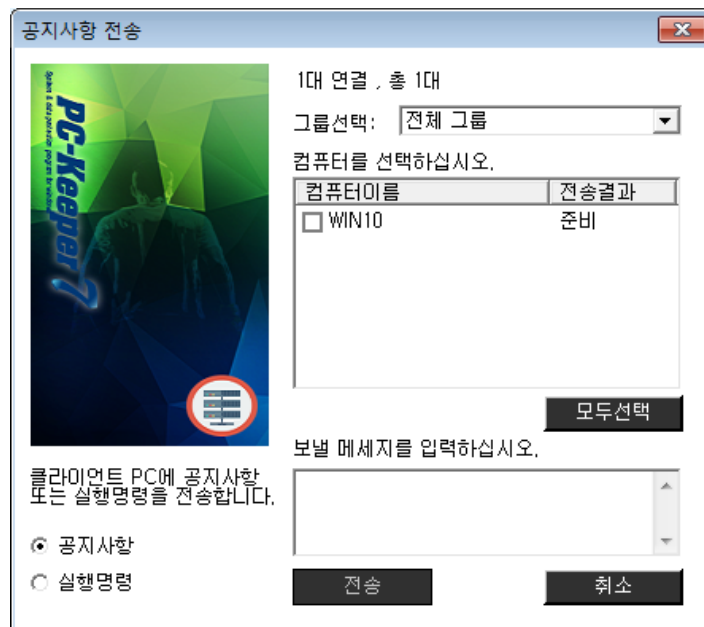 공지사항 전송
PC-Keeper 7
1대 연결 , 총 1대
그룹선택: 전체 그룹
컴퓨터를 선택하십시오.
컴퓨터이름 전송결과
WIN10 준비
모두선택
보낼 메세지를 입력하십시오.
클라이언트 PC에 공지사항
또는 실행명령을 전송합니다.
공지사항
실행명령
전송 취소